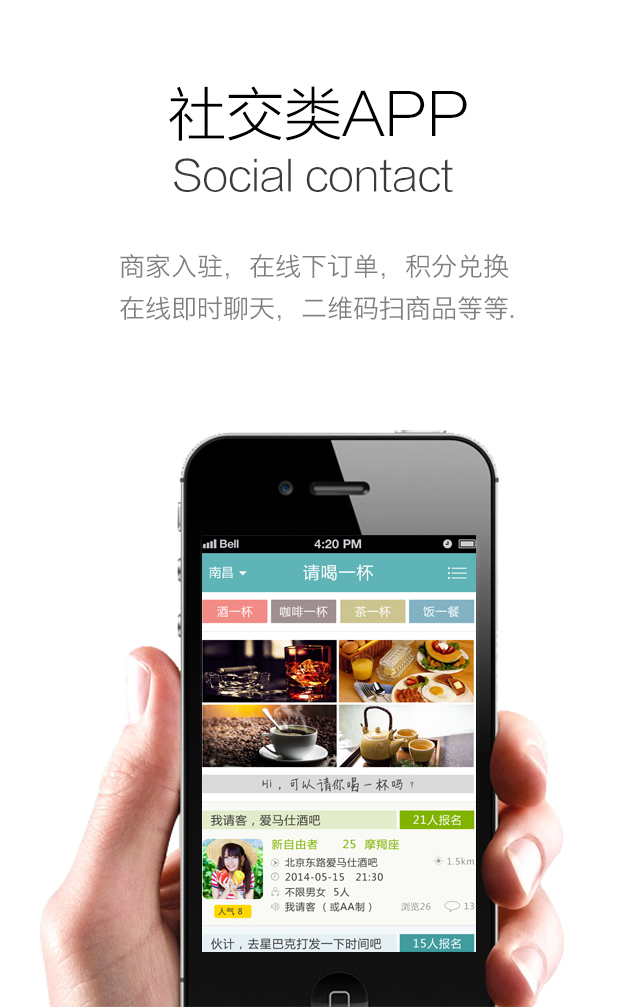 社交类APP
Social contact
商家入驻，在线下订单，积分兑换
在线即时聊天，二维码扫商品等等.
Bell 4:20 PM
南昌 请喝一杯
酒一杯 咖啡一杯 茶一杯 饭一餐
Hi，可以请你喝一杯吗？
我请客，爱马仕酒吧 21人报名
新自由者 25 摩羯座
北京东路爱马仕酒吧 1.5km
2014-05-15 21:30
不限男女 5人
人气 8 我请客（或AA制） 浏览26 13
伙计，去星巴克打发一下时间吧 15人报名